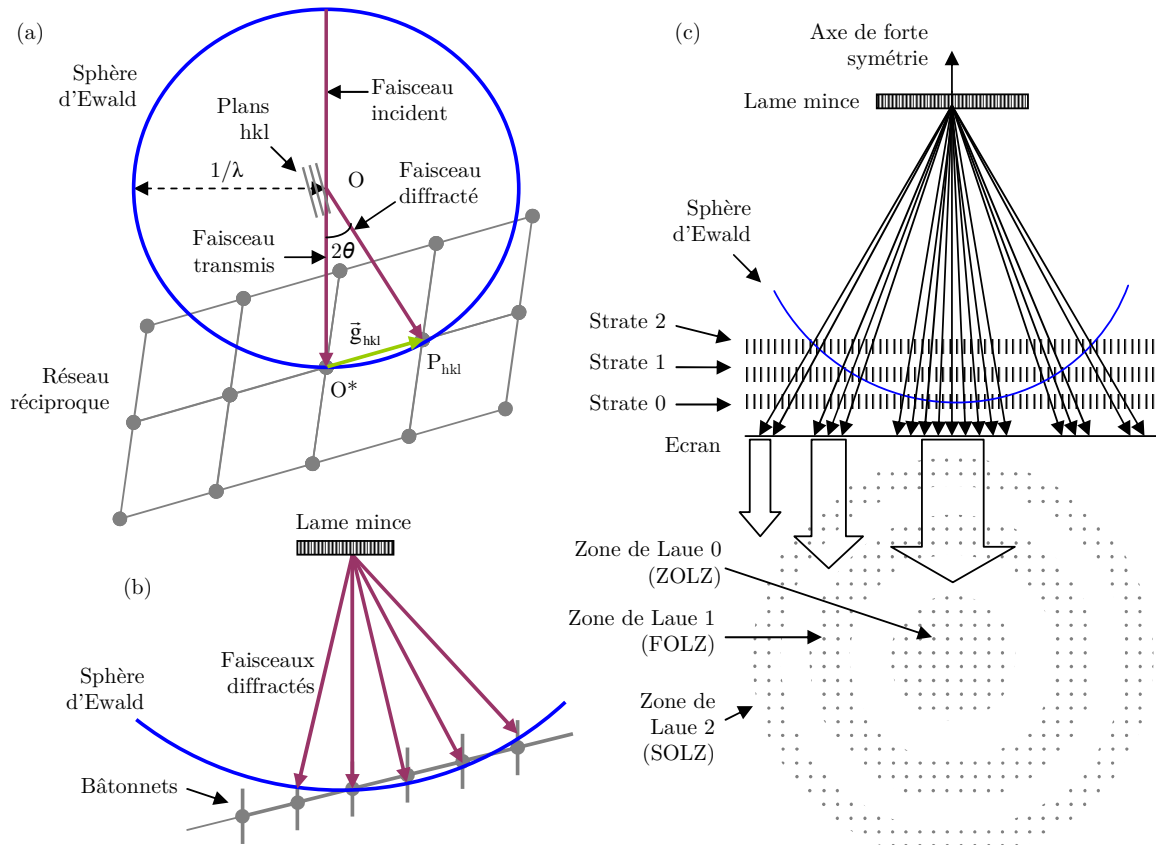 (a)
Sphère
d'Ewald
Plans
hkl
Faisceau
incident
1/λ
O
Faisceau
diffracté
Faisceau
transmis
2θ
g⃗hkl
Phkl
O*
Réseau
réciproque
(b)
Lame mince
Faisceaux
diffractés
Sphère
d'Ewald
Bâtonnets
(c)
Axe de forte
symétrie
Lame mince
Sphère
d'Ewald
Strate 2
Strate 1
Strate 0
Ecran
Zone de Laue 0
(ZOLZ)
Zone de Laue 1
(FOLZ)
Zone de
Laue 2
(SOLZ)